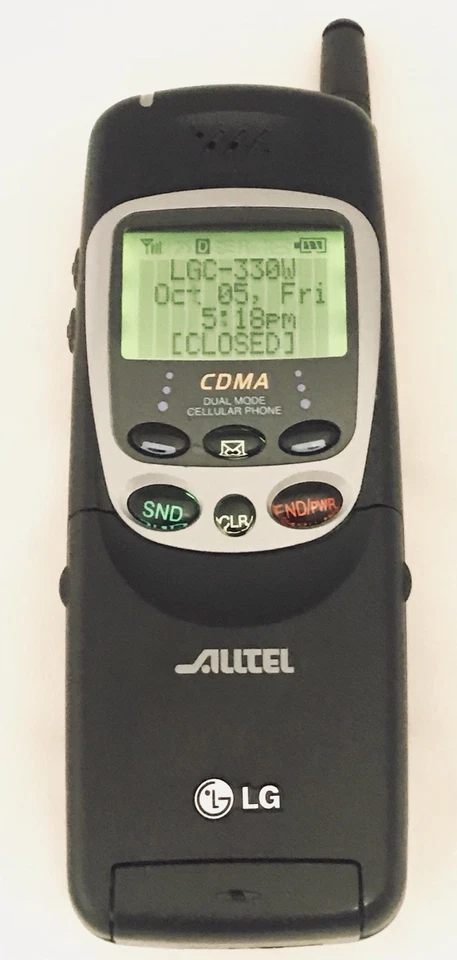 D
LGC-330W
Oct 05, Fri
5:18PM
[CLOSED]
CDMA
DUAL MODE
CELLULAR PHONE
SND
CLR
END/PWR
ALLTEL
LG